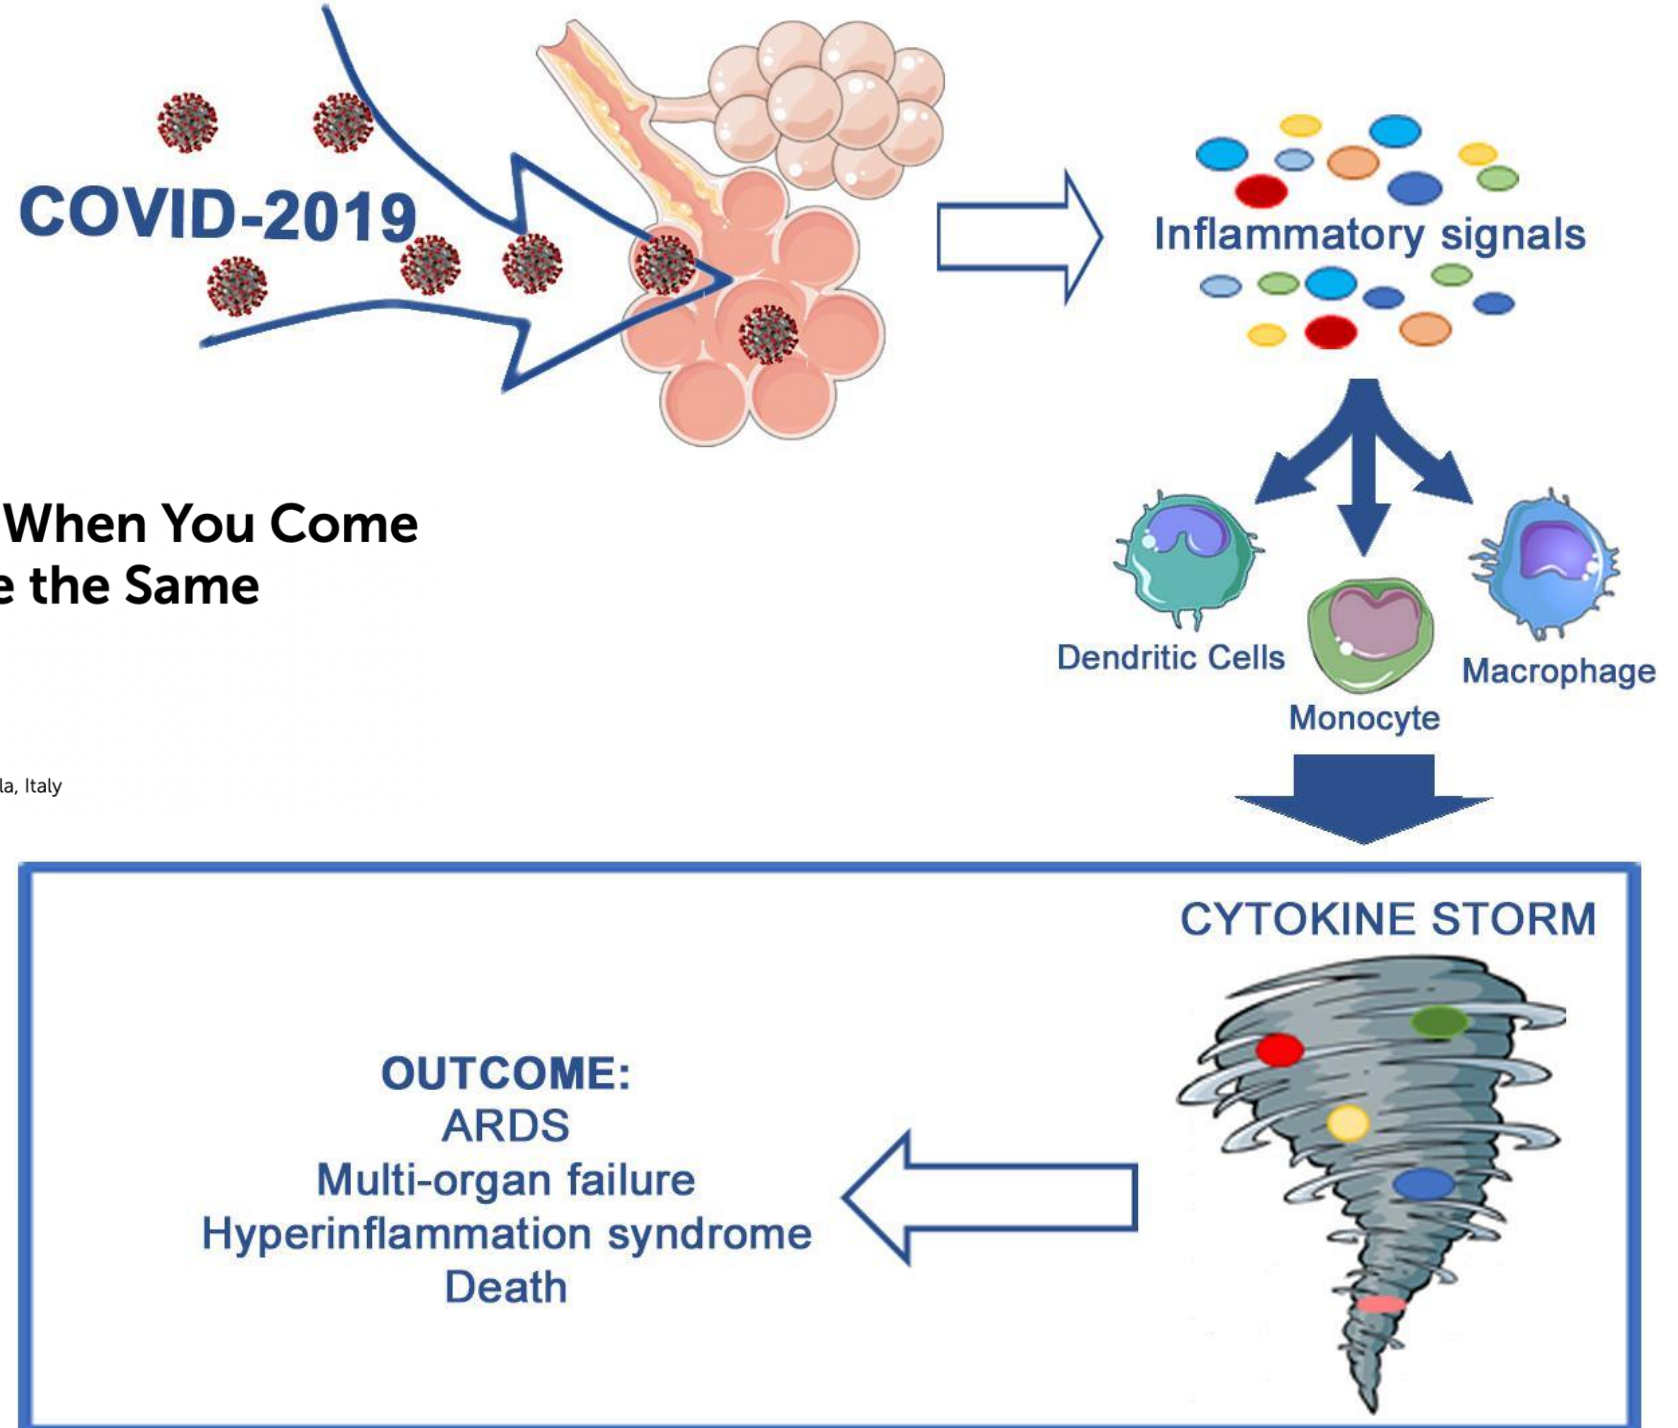 COVID-2019
Inflammatory signals
When You Come
the Same
Dendritic Cells
Macrophage
Monocyte
Italy
CYTOKINE STORM
OUTCOME:
ARDS
Multi-organ failure
Hyperinflammation syndrome
Death